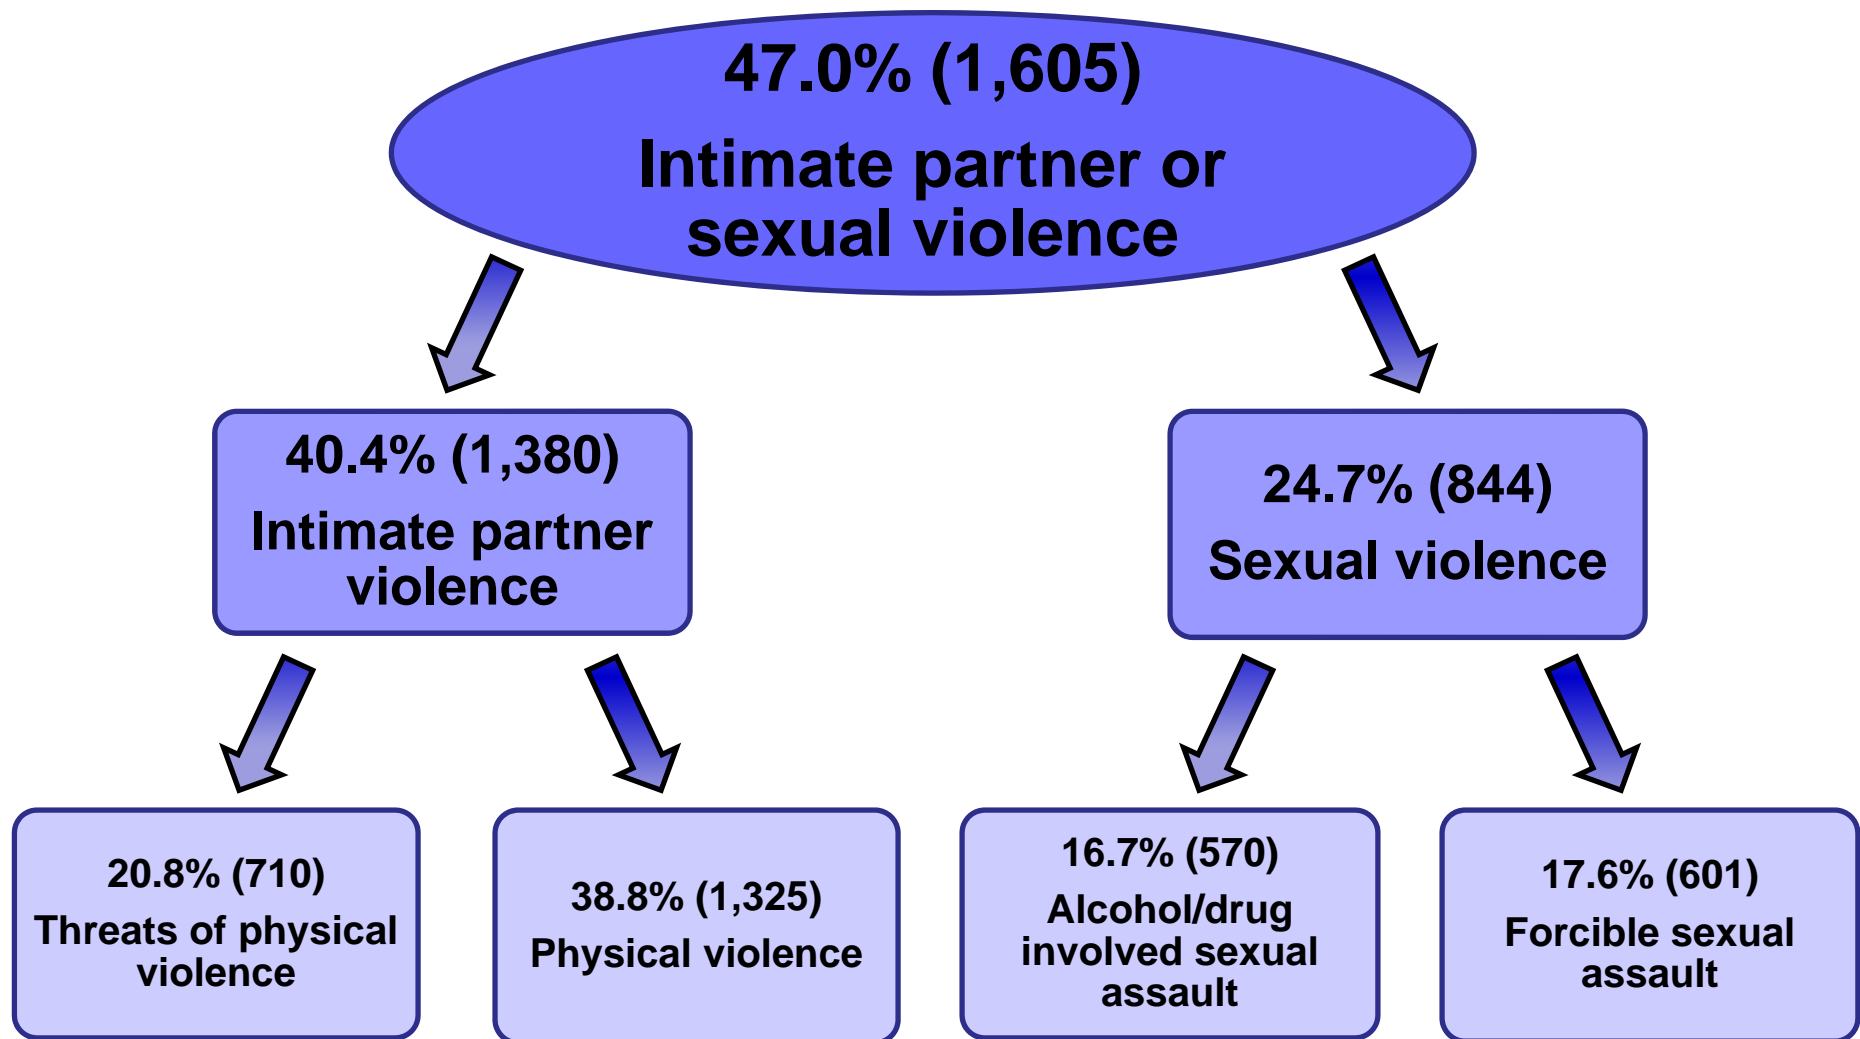 47.0% (1,605)
Intimate partner or
sexual violence
40.4% (1,380)
Intimate partner
violence
24.7% (844)
Sexual violence
20.8% (710)
Threats of physical
violence
38.8% (1,325)
Physical violence
16.7% (570)
Alcohol/drug
involved sexual
assault
17.6% (601)
Forcible sexual
assault